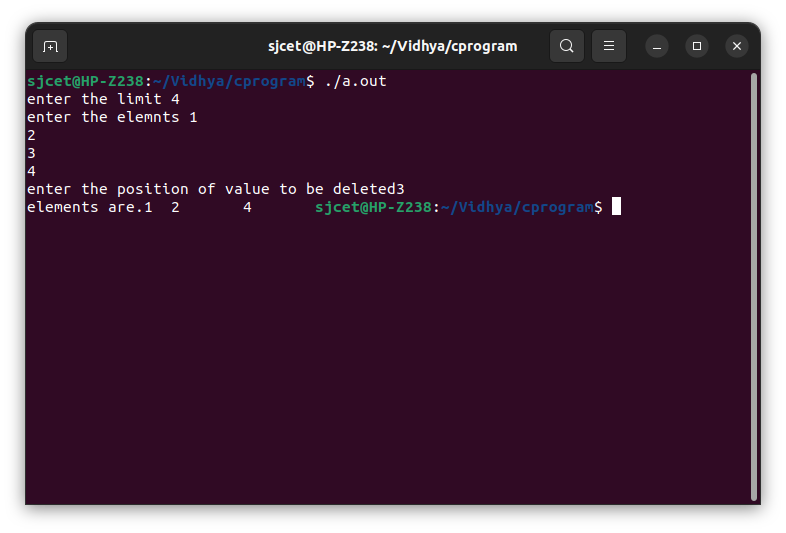 sjcet@HP-Z238: ~/Vidhya/cprogram
sjcet@HP-Z238:~/Vidhya/cprogram$ ./a.out
enter the limit 4
enter the elemnts 1
2
3
4
enter the position of value to be deleted3
elements are.1  2       4       sjcet@HP-Z238:~/Vidhya/cprogram$